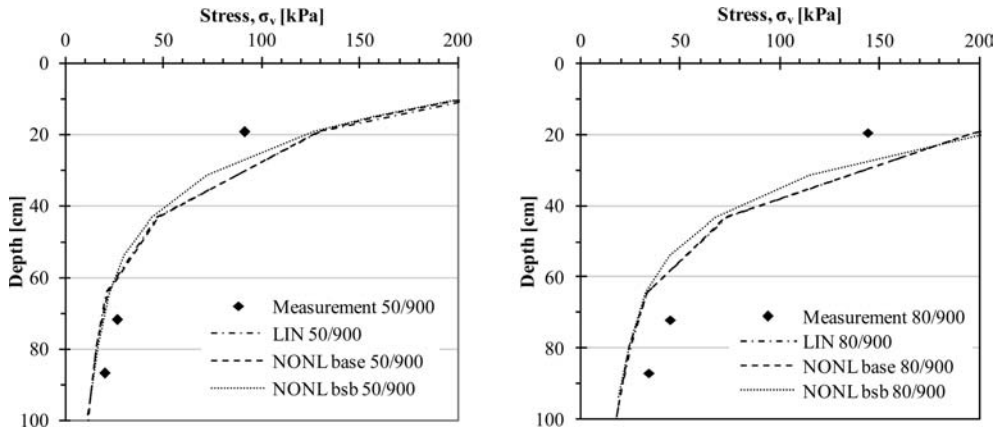 Stress, σv [kPa]
0 50 100 150 200
Depth [cm]
0
20
40
60
80
100
Measurement 50/900
LIN 50/900
NONL base 50/900
NONL bsb 50/900
Stress, σv [kPa]
0 50 100 150 200
Depth [cm]
0
20
40
60
80
100
Measurement 80/900
LIN 80/900
NONL base 80/900
NONL bsb 80/900